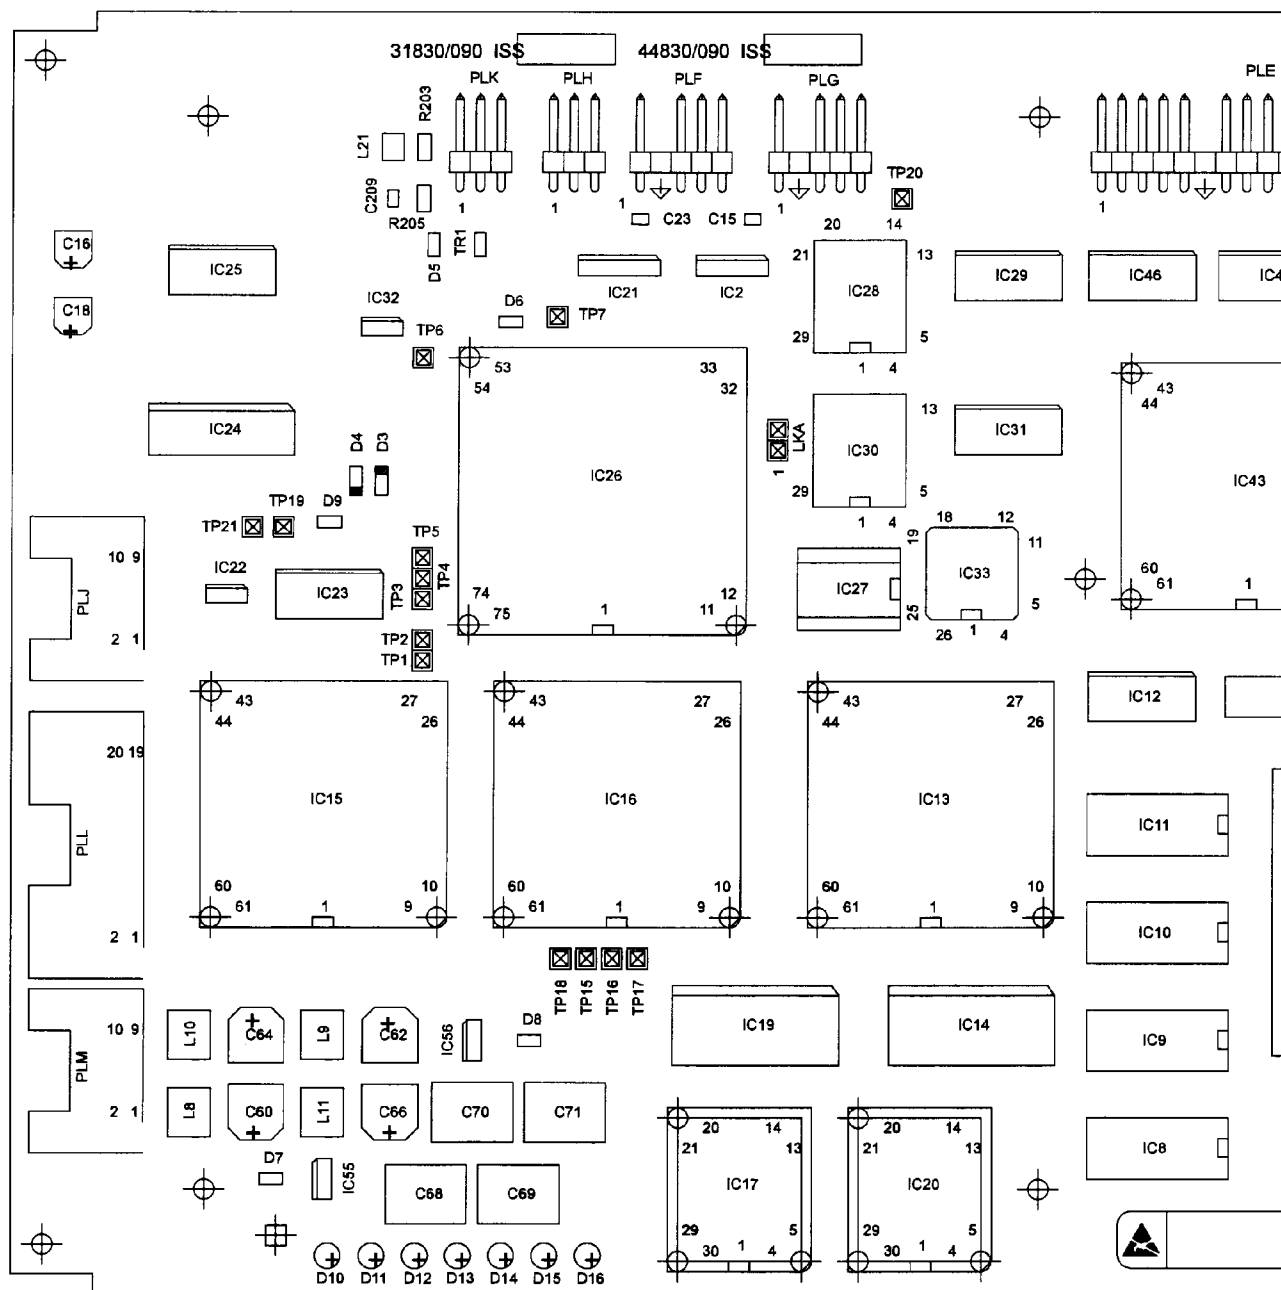 31830/090 ISS 44830/090 ISS
PLK PLH PLF PLG PLE
R203
L21
TP20
C209
1 1 1 1 1
R205 C23 C15 20 14
C16 D5 TR1 21 13
IC25 IC21 IC2 IC28 IC29 IC46
C18 IC32 D6 TP7
TP6 29 5
53 33 1 4
54 32 43
44
IC24 D4 D3 LKA 13 IC31
1 IC30
IC26 IC43
29 5
TP21 TP19 D9 1 4
TP5 18 12
10 9 19 11
PLJ IC22 IC23 TP3 TP4 IC27 IC33
74 12 60
75 1 11 25 5 61 1
2 1 TP2 26 1 4
TP1
43 27 43 27 43 27 IC12
44 26 44 26 44 26
20 19
IC15 IC16 IC13
IC11
PLL
60 10 60 10 60 10
61 1 9 61 1 9 61 1 9
2 1 IC10
TP18 TP15 TP16 TP17
10 9 L10 C64 L9 C62 IC56 D8 IC19 IC14 IC9
PLM
2 1 L8 C60 L11 C66 C70 C71
20 14 20 14
21 13 21 13 IC8
D7 IC55
C68 C69 IC17 IC20
29 5 29 5
30 1 4 30 1 4
D10 D11 D12 D13 D14 D15 D16